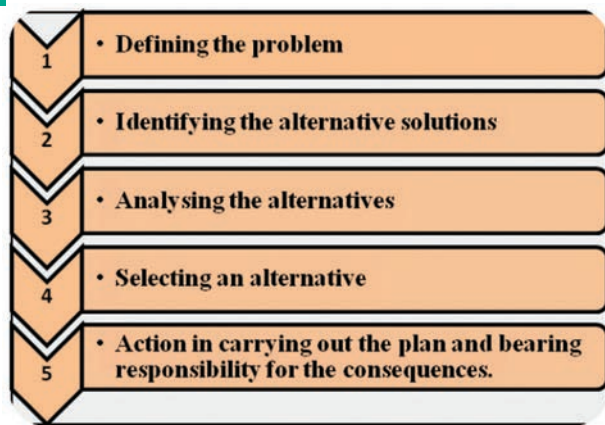 1
• Defining the problem
2
• Identifying the alternative solutions
3
• Analysing the alternatives
4
• Selecting an alternative
5
• Action in carrying out the plan and bearing
responsibility for the consequences.